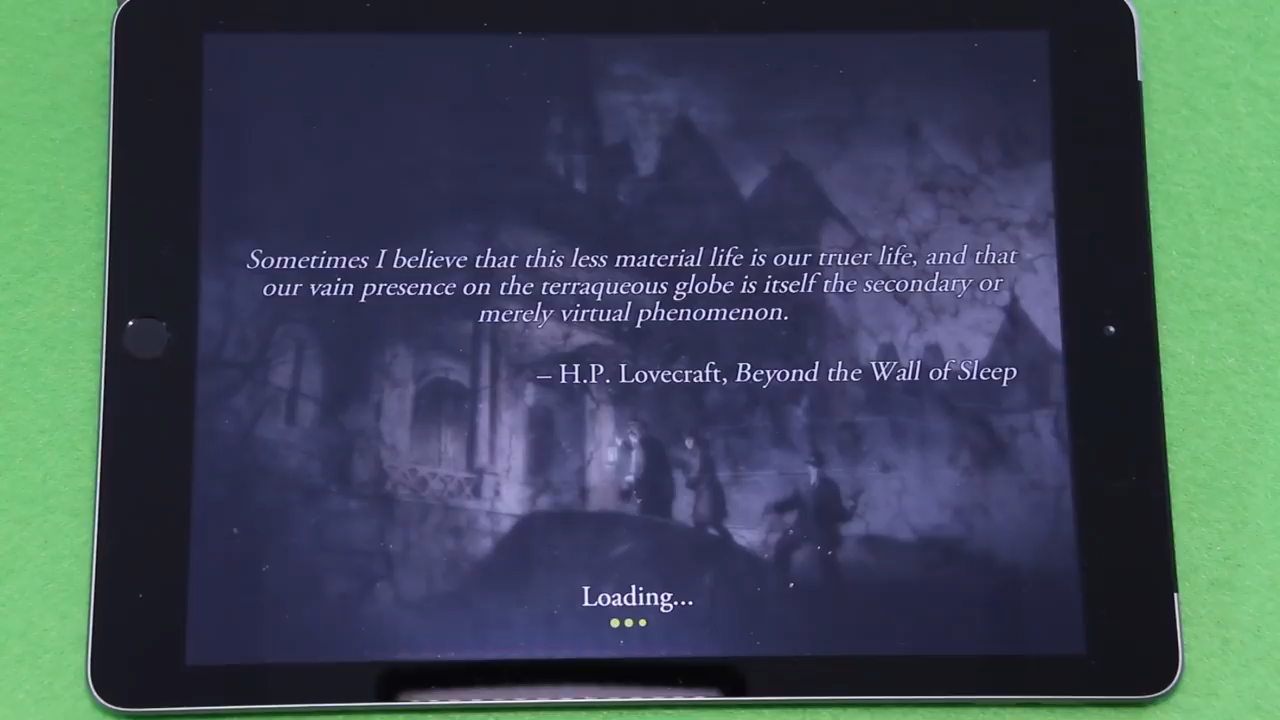 Sometimes I believe that this less material life is our truer life, and that
our vain presence on the terraqueous globe is itself the secondary or
merely virtual phenomenon.
– H.P. Lovecraft, Beyond the Wall of Sleep
Loading...